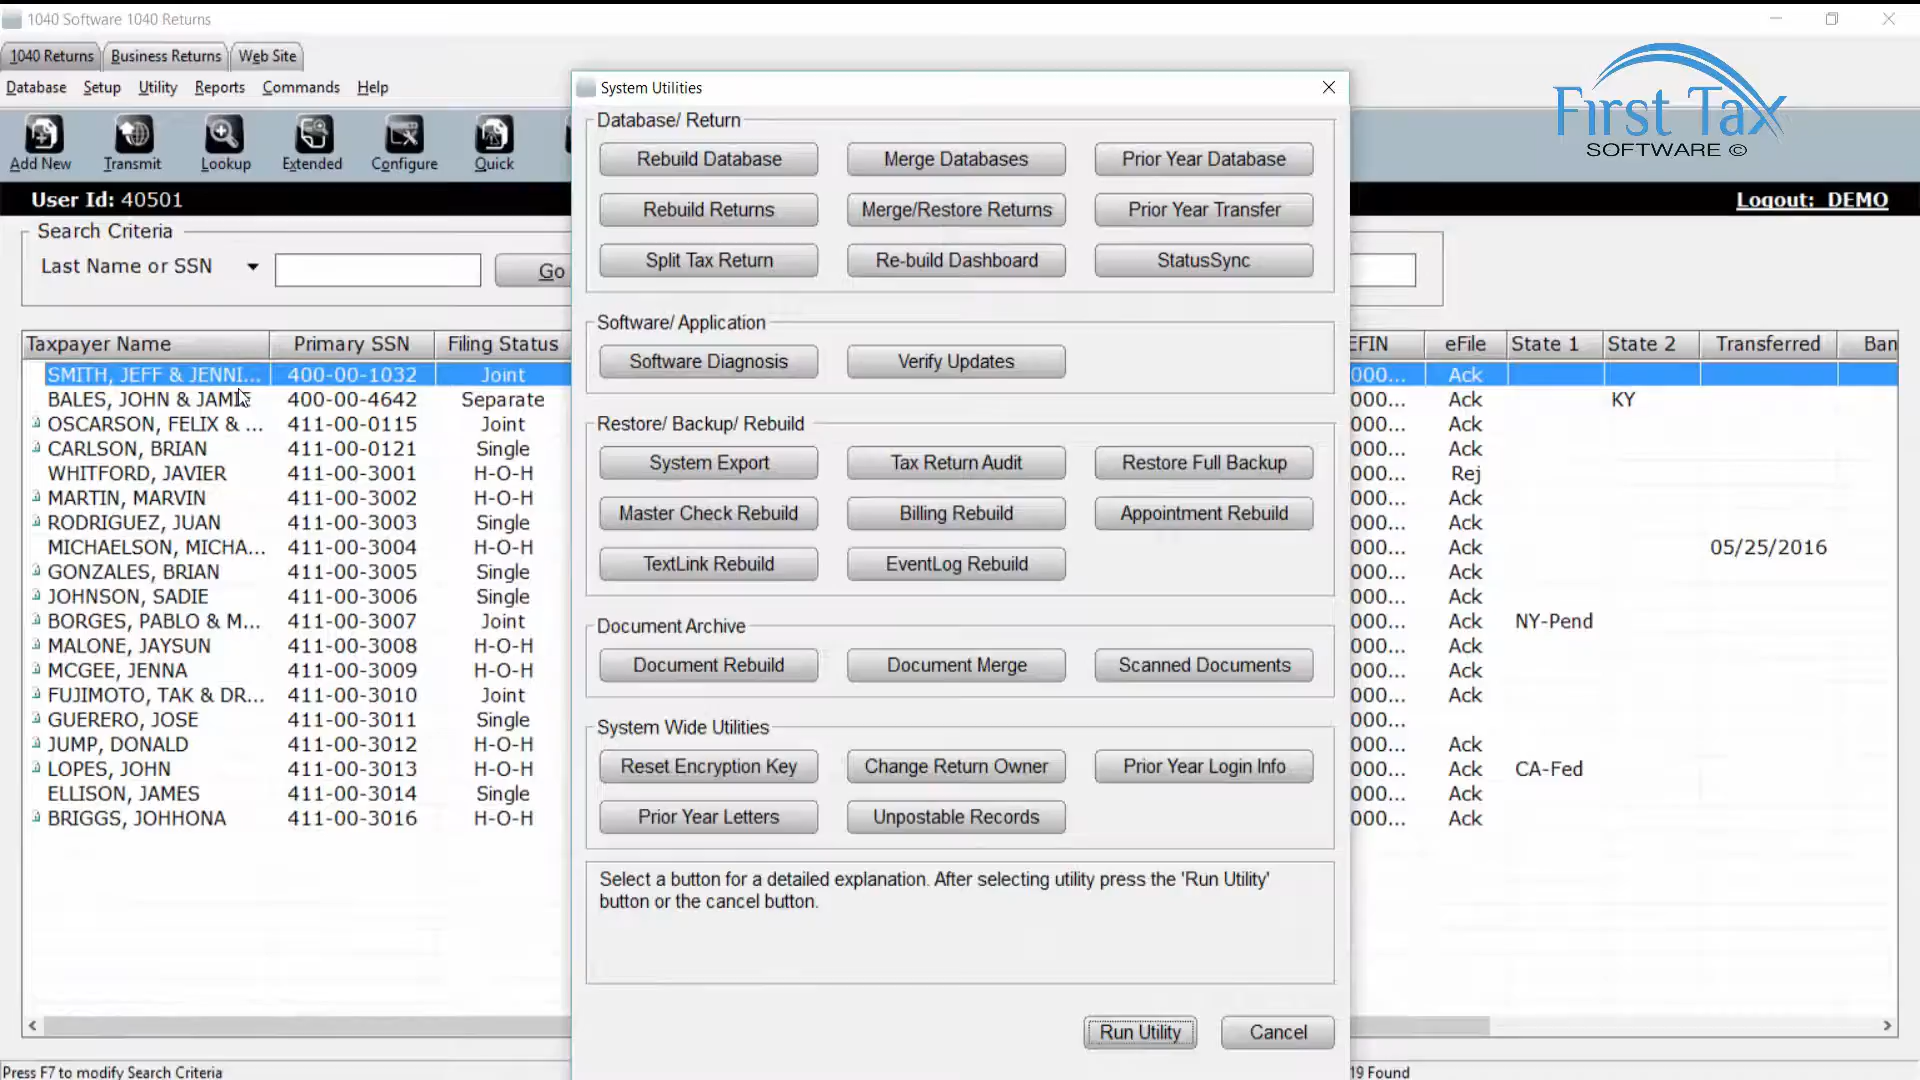 1040 Software 1040 Returns
1040 Returns Business Returns Web Site
Database Setup Utility Reports Commands Help
Add New Transmit Lookup Extended Configure Quick
First Tax
SOFTWARE ©
User Id: 40501 Logout: DEMO
Search Criteria
Last Name or SSN Go
Taxpayer Name Primary SSN Filing Status EFIN eFile State 1 State 2 Transferred Ban
SMITH, JEFF & JENNI... 400-00-1032 Joint 000... Ack
BALES, JOHN & JAMIE 400-00-4642 Separate 000... Ack KY
OSCARSON, FELIX & ... 411-00-0115 Joint 000... Ack
CARLSON, BRIAN 411-00-0121 Single 000... Ack
WHITFORD, JAVIER 411-00-3001 H-O-H 000... Rej
MARTIN, MARVIN 411-00-3002 H-O-H 000... Ack
RODRIGUEZ, JUAN 411-00-3003 Single 000... Ack
MICHAELSON, MICHA... 411-00-3004 H-O-H 000... Ack 05/25/2016
GONZALES, BRIAN 411-00-3005 Single 000... Ack
JOHNSON, SADIE 411-00-3006 Single 000... Ack
BORGES, PABLO & M... 411-00-3007 Joint 000... Ack NY-Pend
MALONE, JAYSUN 411-00-3008 H-O-H 000... Ack
MCGEE, JENNA 411-00-3009 H-O-H 000... Ack
FUJIMOTO, TAK & DR... 411-00-3010 Joint 000... Ack
GUERERO, JOSE 411-00-3011 Single 000...
JUMP, DONALD 411-00-3012 H-O-H 000... Ack
LOPES, JOHN 411-00-3013 H-O-H 000... Ack CA-Fed
ELLISON, JAMES 411-00-3014 Single 000... Ack
BRIGGS, JOHHONA 411-00-3016 H-O-H 000... Ack
Press F7 to modify Search Criteria 19 Found
System Utilities
Database/ Return
Rebuild Database Merge Databases Prior Year Database
Rebuild Returns Merge/Restore Returns Prior Year Transfer
Split Tax Return Re-build Dashboard StatusSync
Software/ Application
Software Diagnosis Verify Updates
Restore/ Backup/ Rebuild
System Export Tax Return Audit Restore Full Backup
Master Check Rebuild Billing Rebuild Appointment Rebuild
TextLink Rebuild EventLog Rebuild
Document Archive
Document Rebuild Document Merge Scanned Documents
System Wide Utilities
Reset Encryption Key Change Return Owner Prior Year Login Info
Prior Year Letters Unpostable Records
Select a button for a detailed explanation. After selecting utility press the 'Run Utility'
button or the cancel button.
Run Utility Cancel